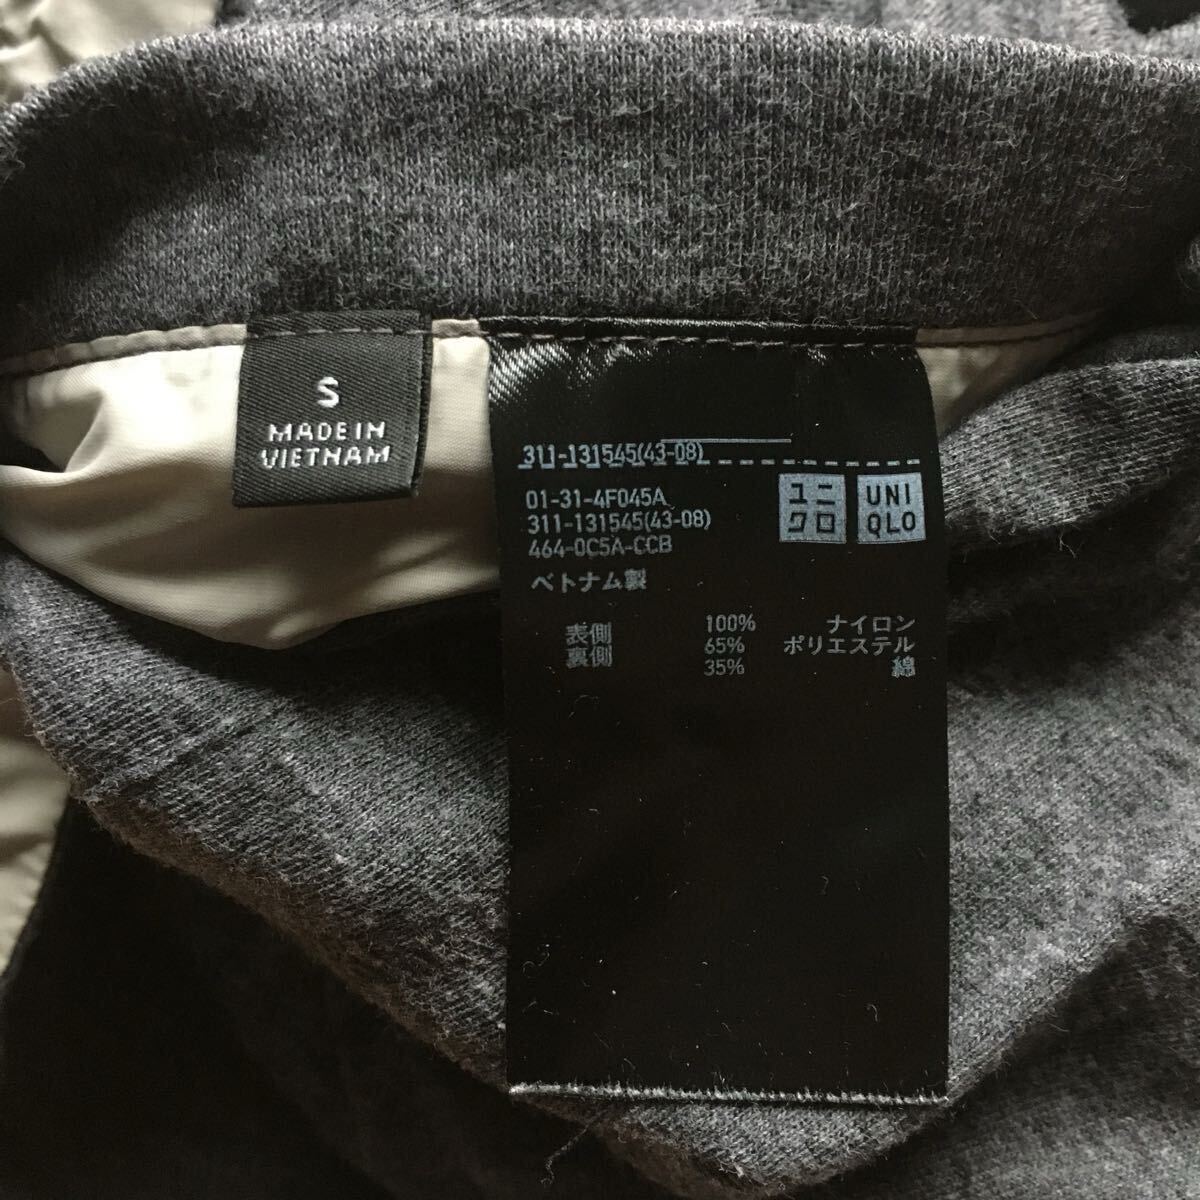 S
MADE IN
VIETNAM
311-131545(43-08)
01-31-4F045A
311-131545(43-08)
464-0C5A-CCB
ベトナム製
ユニ
クロ
UNI
QLO
表側 100% ナイロン
裏側 65% ポリエステル
35% 綿